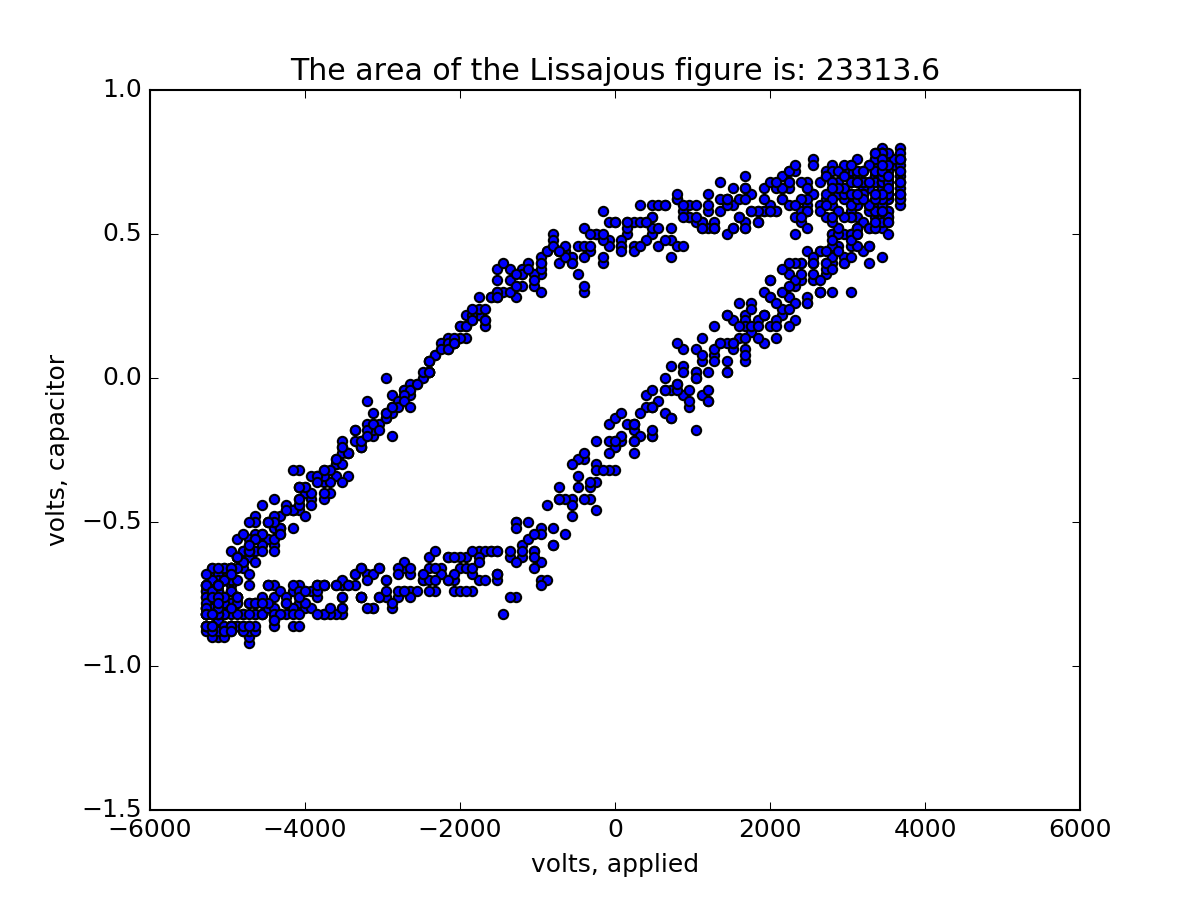 The area of the Lissajous figure is: 23313.6
1.0
0.5
0.0
−0.5
−1.0
−1.5
volts, capacitor
−6000 −4000 −2000 0 2000 4000 6000
volts, applied